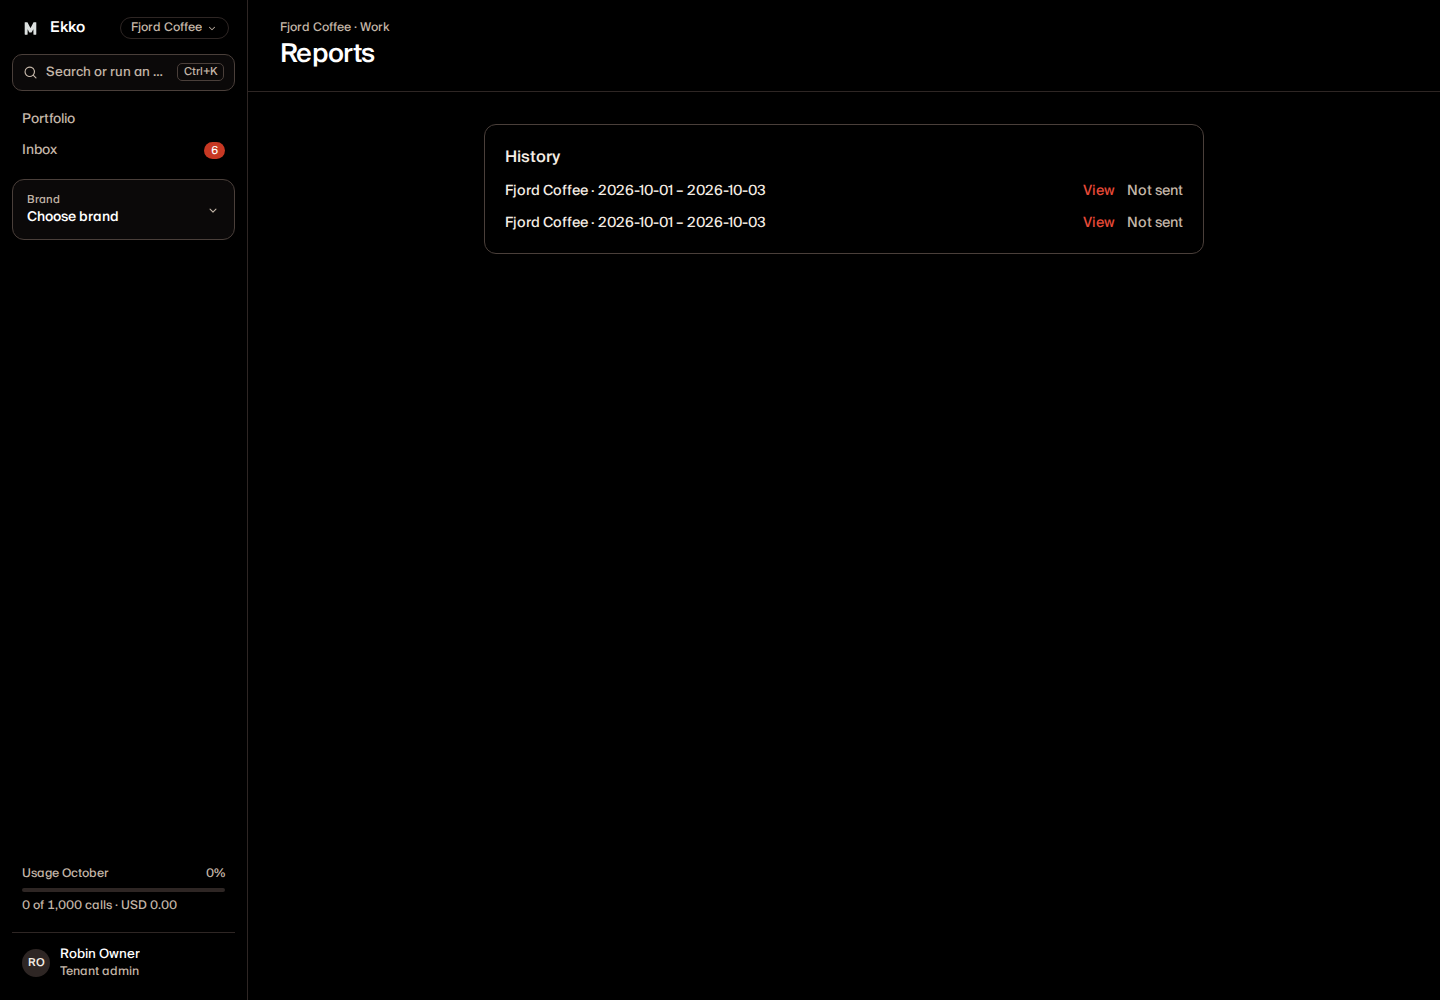 Ekko
Fjord Coffee
Search or run an ...
Ctrl+K
Portfolio
Inbox
6
Brand
Choose brand
Usage October
0%
0 of 1,000 calls · USD 0.00
RO
Robin Owner
Tenant admin
Fjord Coffee · Work
Reports
History
Fjord Coffee · 2026-10-01 – 2026-10-03 View Not sent
Fjord Coffee · 2026-10-01 – 2026-10-03 View Not sent